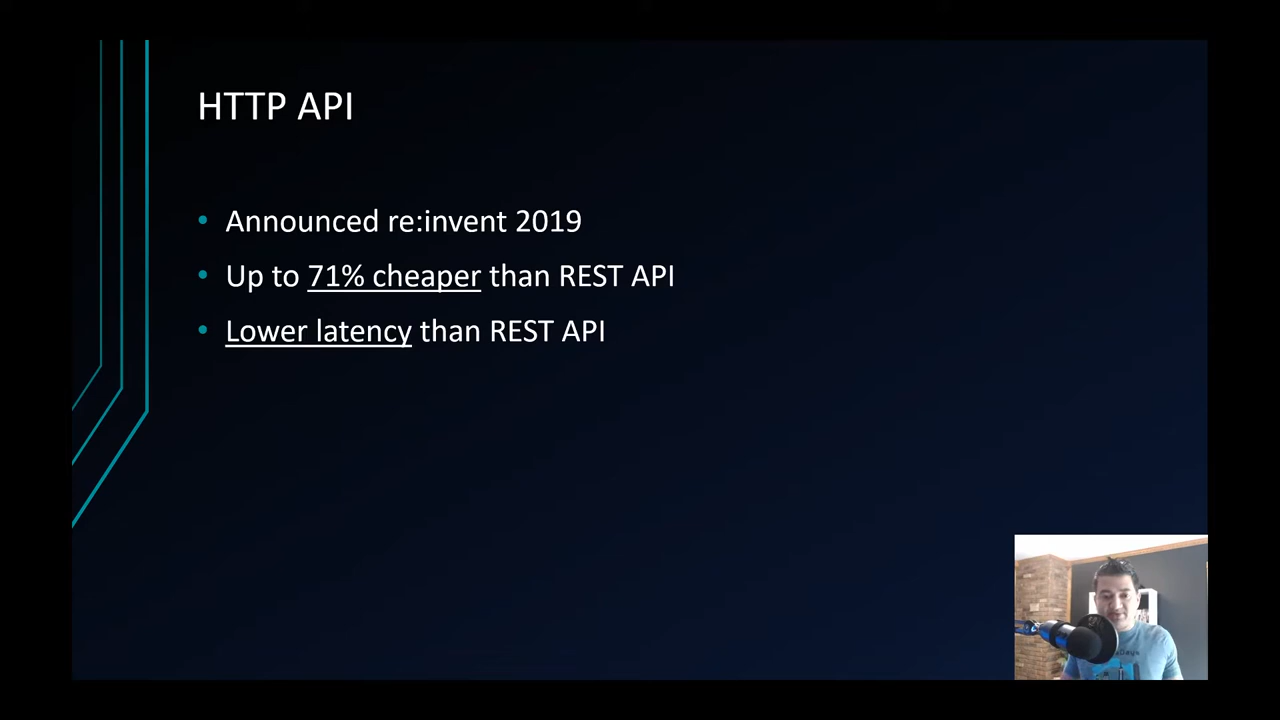 HTTP API
• Announced re:invent 2019
• Up to 71% cheaper than REST API
• Lower latency than REST API